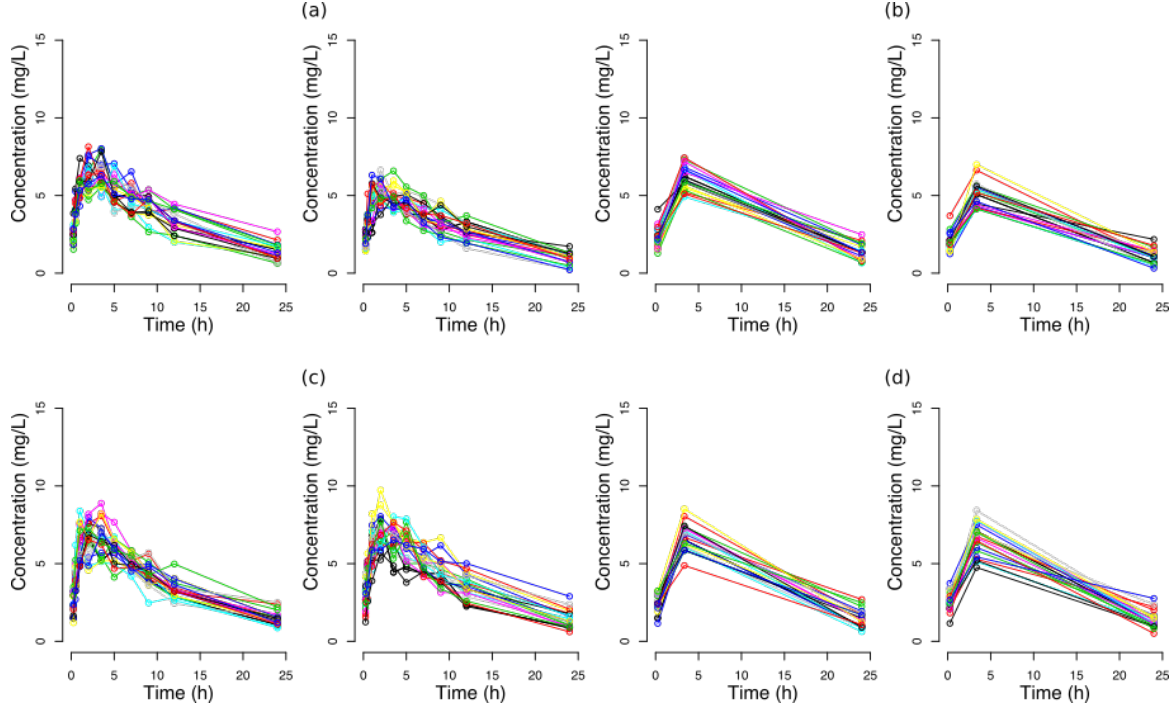 (a) (b)
Concentration (mg/L) Concentration (mg/L) Concentration (mg/L) Concentration (mg/L)
15 15 15 15
10 10 10 10
5 5 5 5
0 0 0 0
0 5 10 15 20 25 0 5 10 15 20 25 0 5 10 15 20 25 0 5 10 15 20 25
Time (h) Time (h) Time (h) Time (h)
(c) (d)
Concentration (mg/L) Concentration (mg/L) Concentration (mg/L) Concentration (mg/L)
15 15 15 15
10 10 10 10
5 5 5 5
0 0 0 0
0 5 10 15 20 25 0 5 10 15 20 25 0 5 10 15 20 25 0 5 10 15 20 25
Time (h) Time (h) Time (h) Time (h)